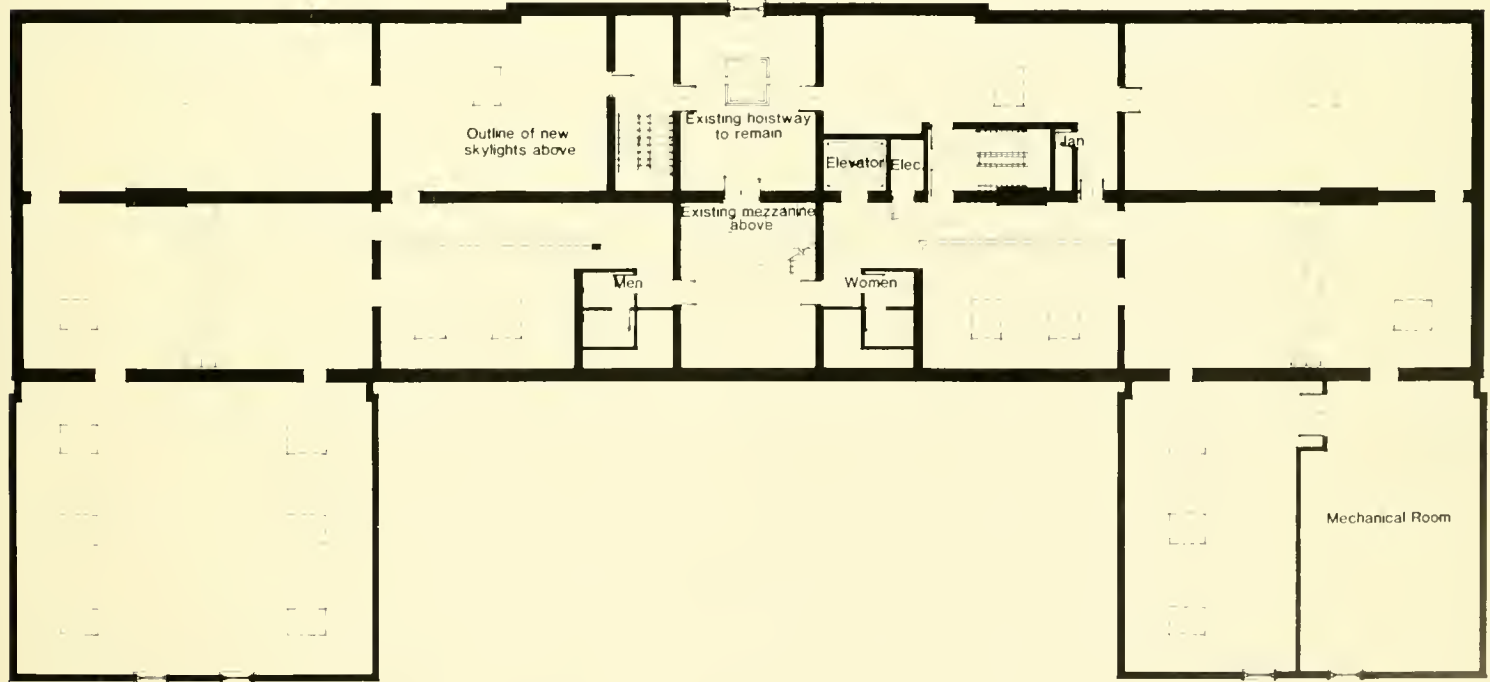 Outline of new
skylights above
Existing hoistway
to remain
Elevator
Elec.
Jan
Existing mezzanine
above
Men
Women
Mechanical Room